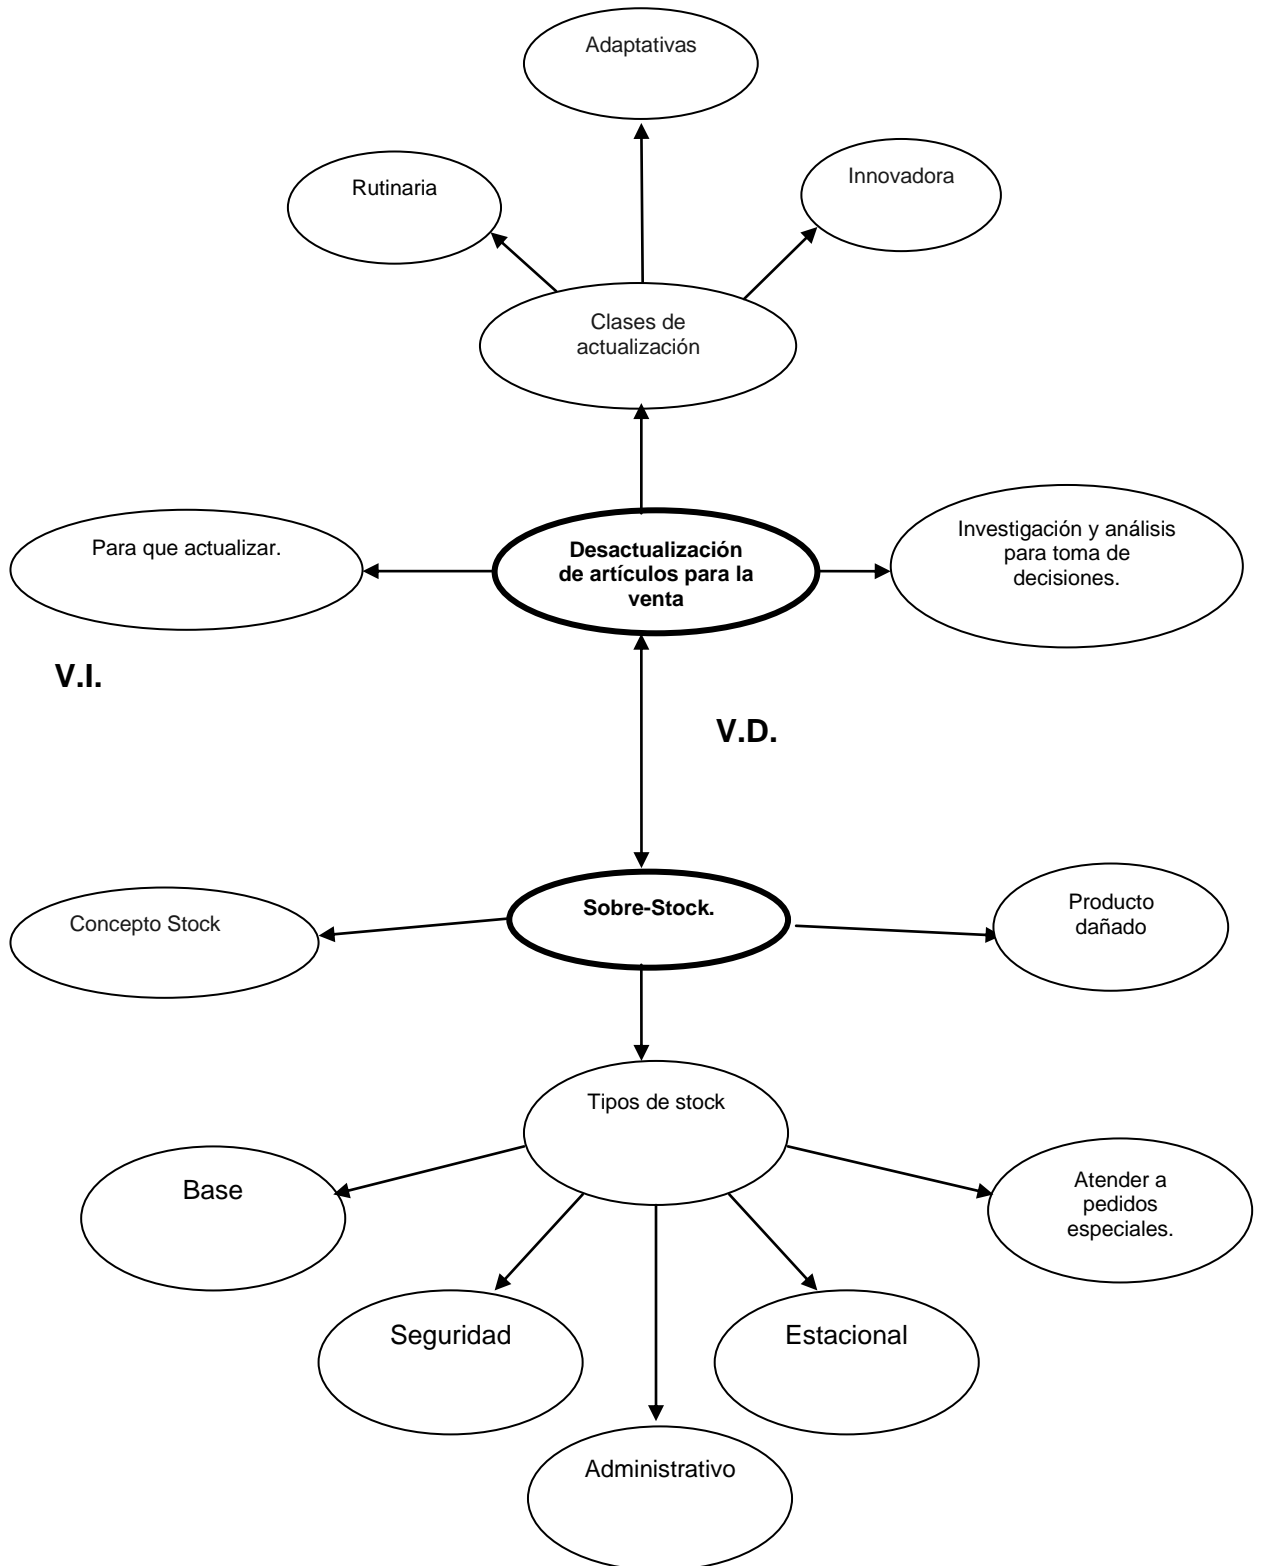 Adaptativas
Rutinaria
Innovadora
Clases de
actualización
Para que actualizar.
Desactualización
de artículos para la
venta
Investigación y análisis
para toma de
decisiones.
V.I.
V.D.
Concepto Stock
Sobre-Stock.
Producto
dañado
Tipos de stock
Base
Atender a
pedidos
especiales.
Seguridad
Estacional
Administrativo